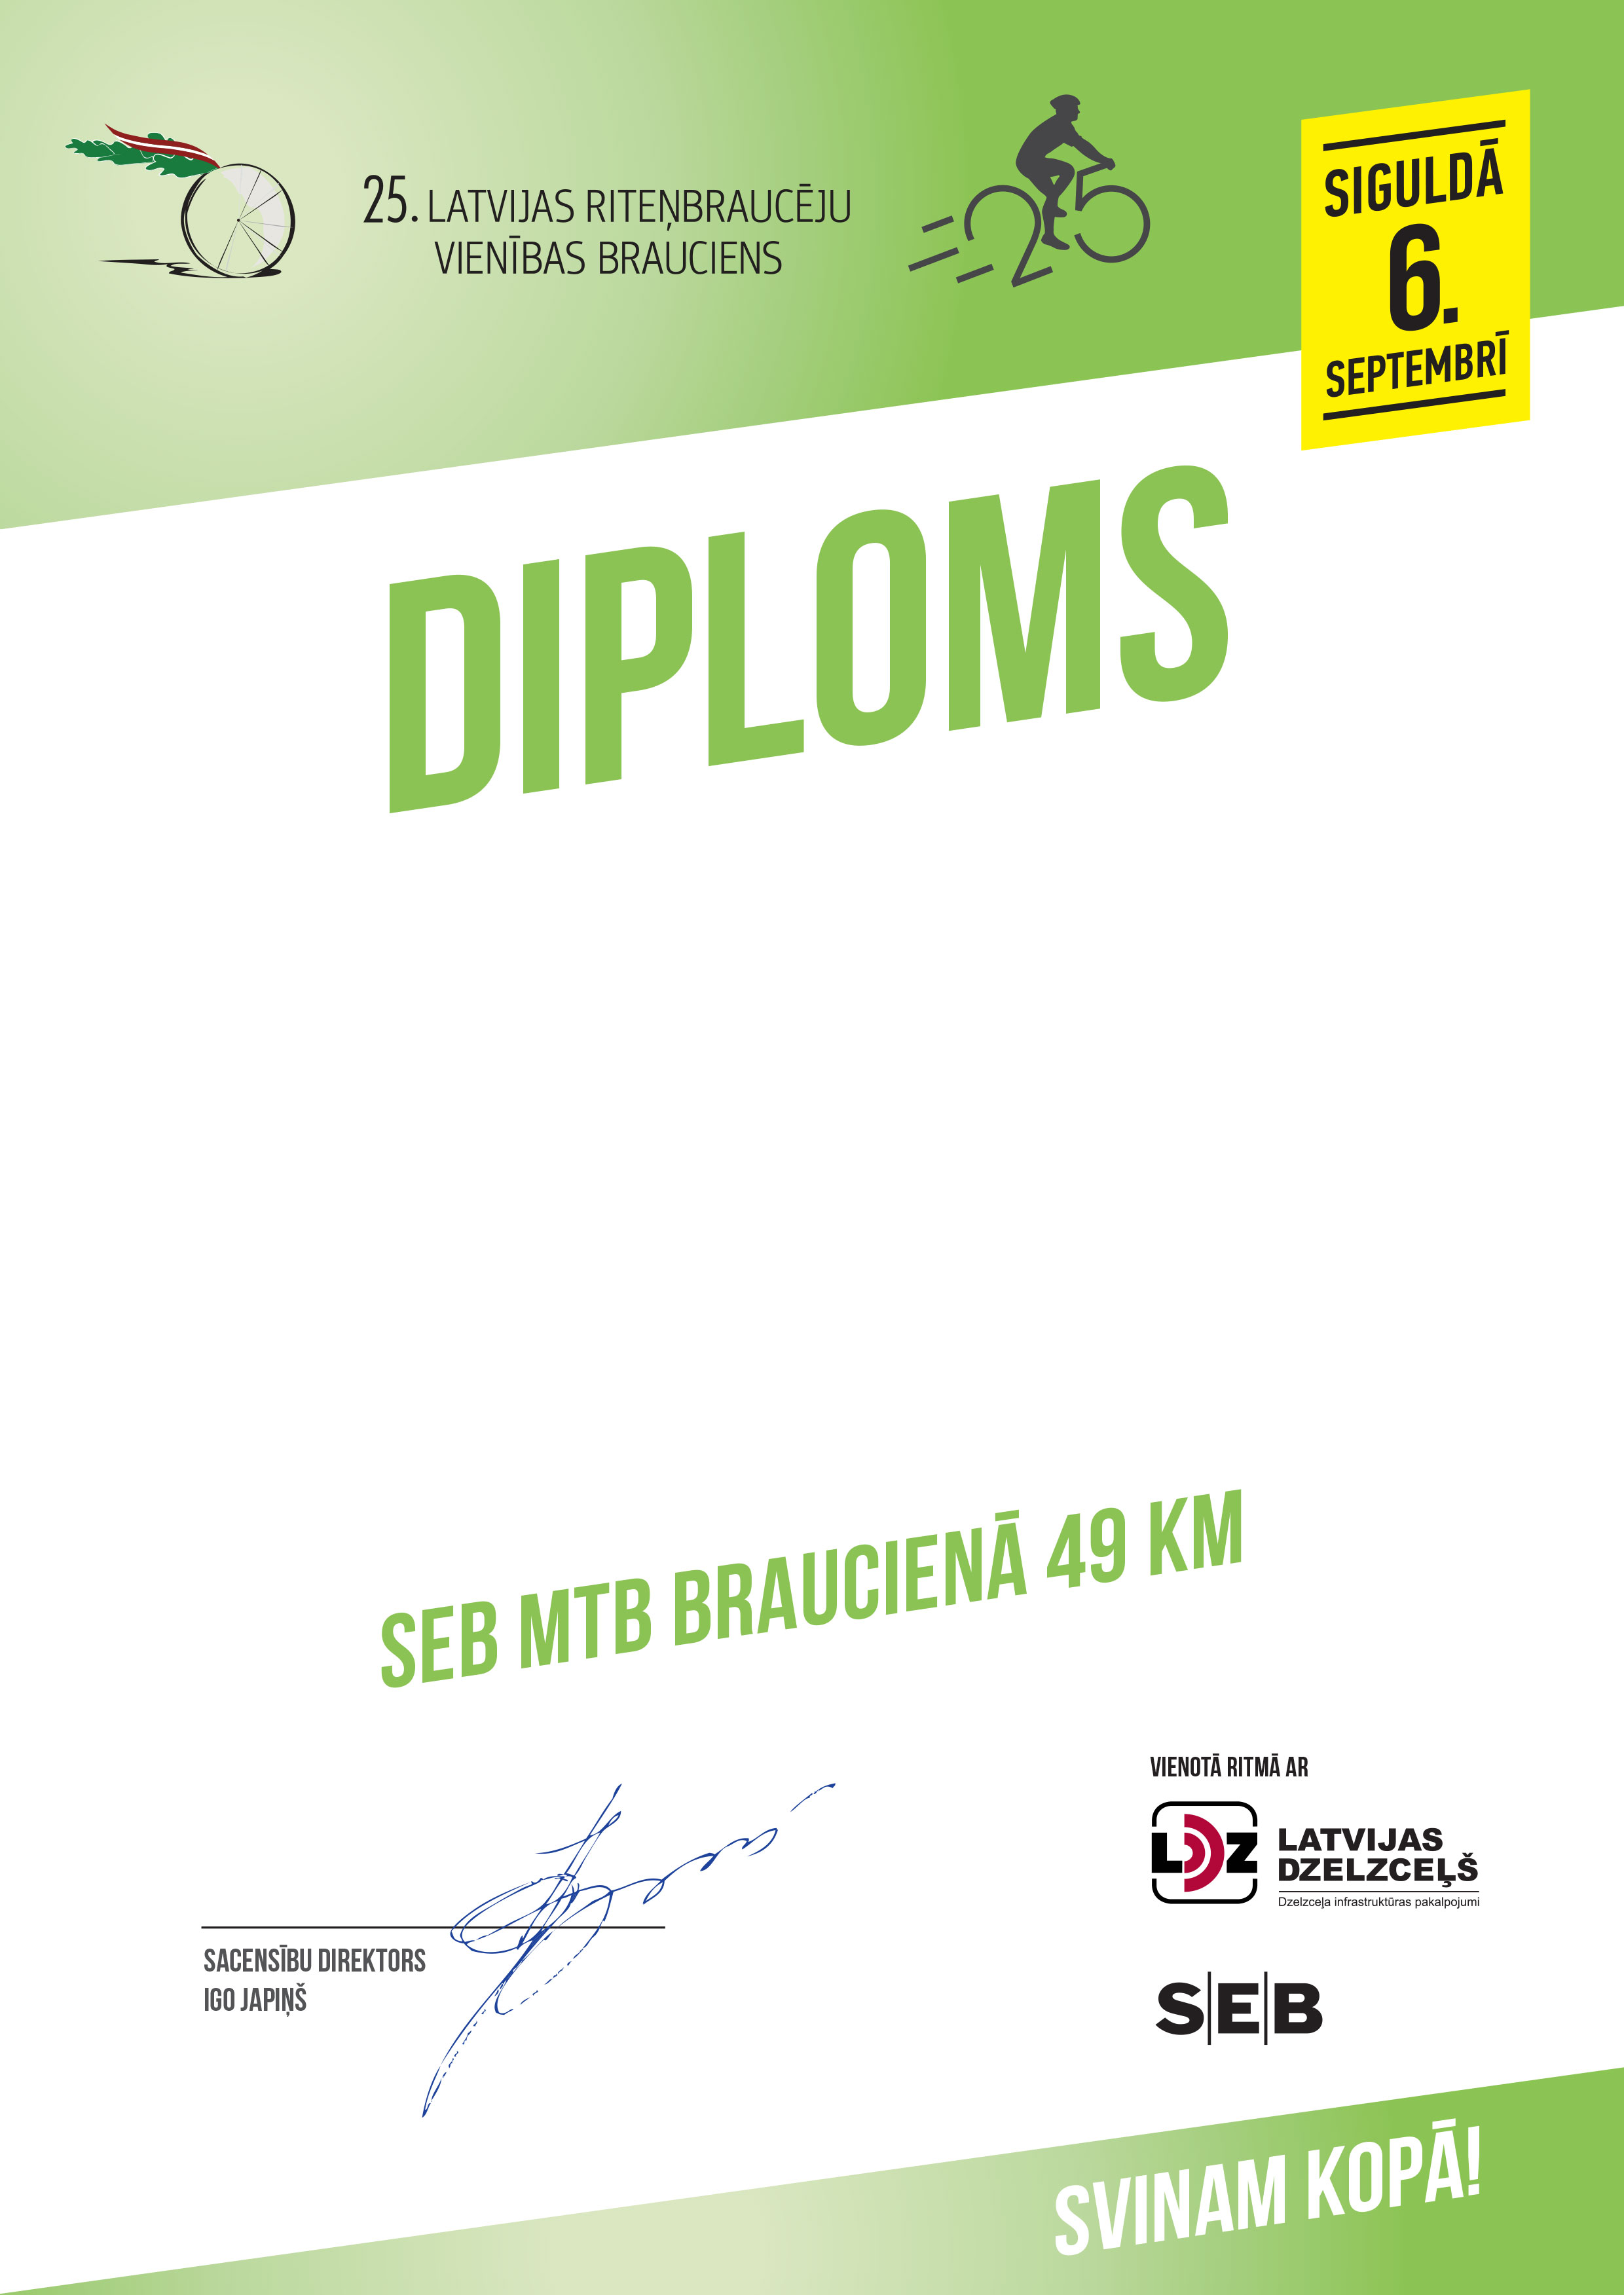 25. LATVIJAS RITEŅBRAUCĒJU
VIENĪBAS BRAUCIENS
SIGULDĀ
6.
SEPTEMBRĪ
DIPLOMS
SEB MTB BRAUCIENĀ 49 KM
VIENOTĀ RITMĀ AR
LDZ
LATVIJAS
DZELZCEĻŠ
Dzelzceļa infrastruktūras pakalpojumi
SACENSĪBU DIREKTORS
IGO JAPIŅŠ
S|E|B
SVINAM KOPĀ!